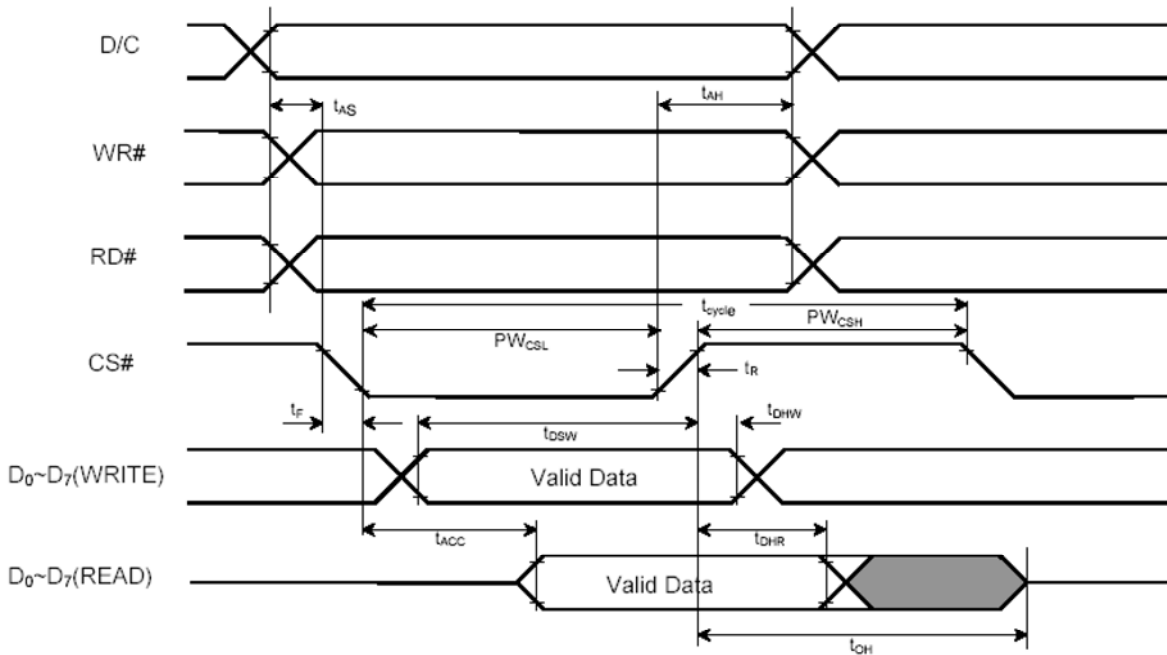 D/C
tAH
tAS
WR#
RD#
tcycle
PWCSL
PWCSH
CS#
tR
tF
tDHW
tDSW
D0~D7(WRITE)
Valid Data
tACC
tDHR
D0~D7(READ)
Valid Data
tOH